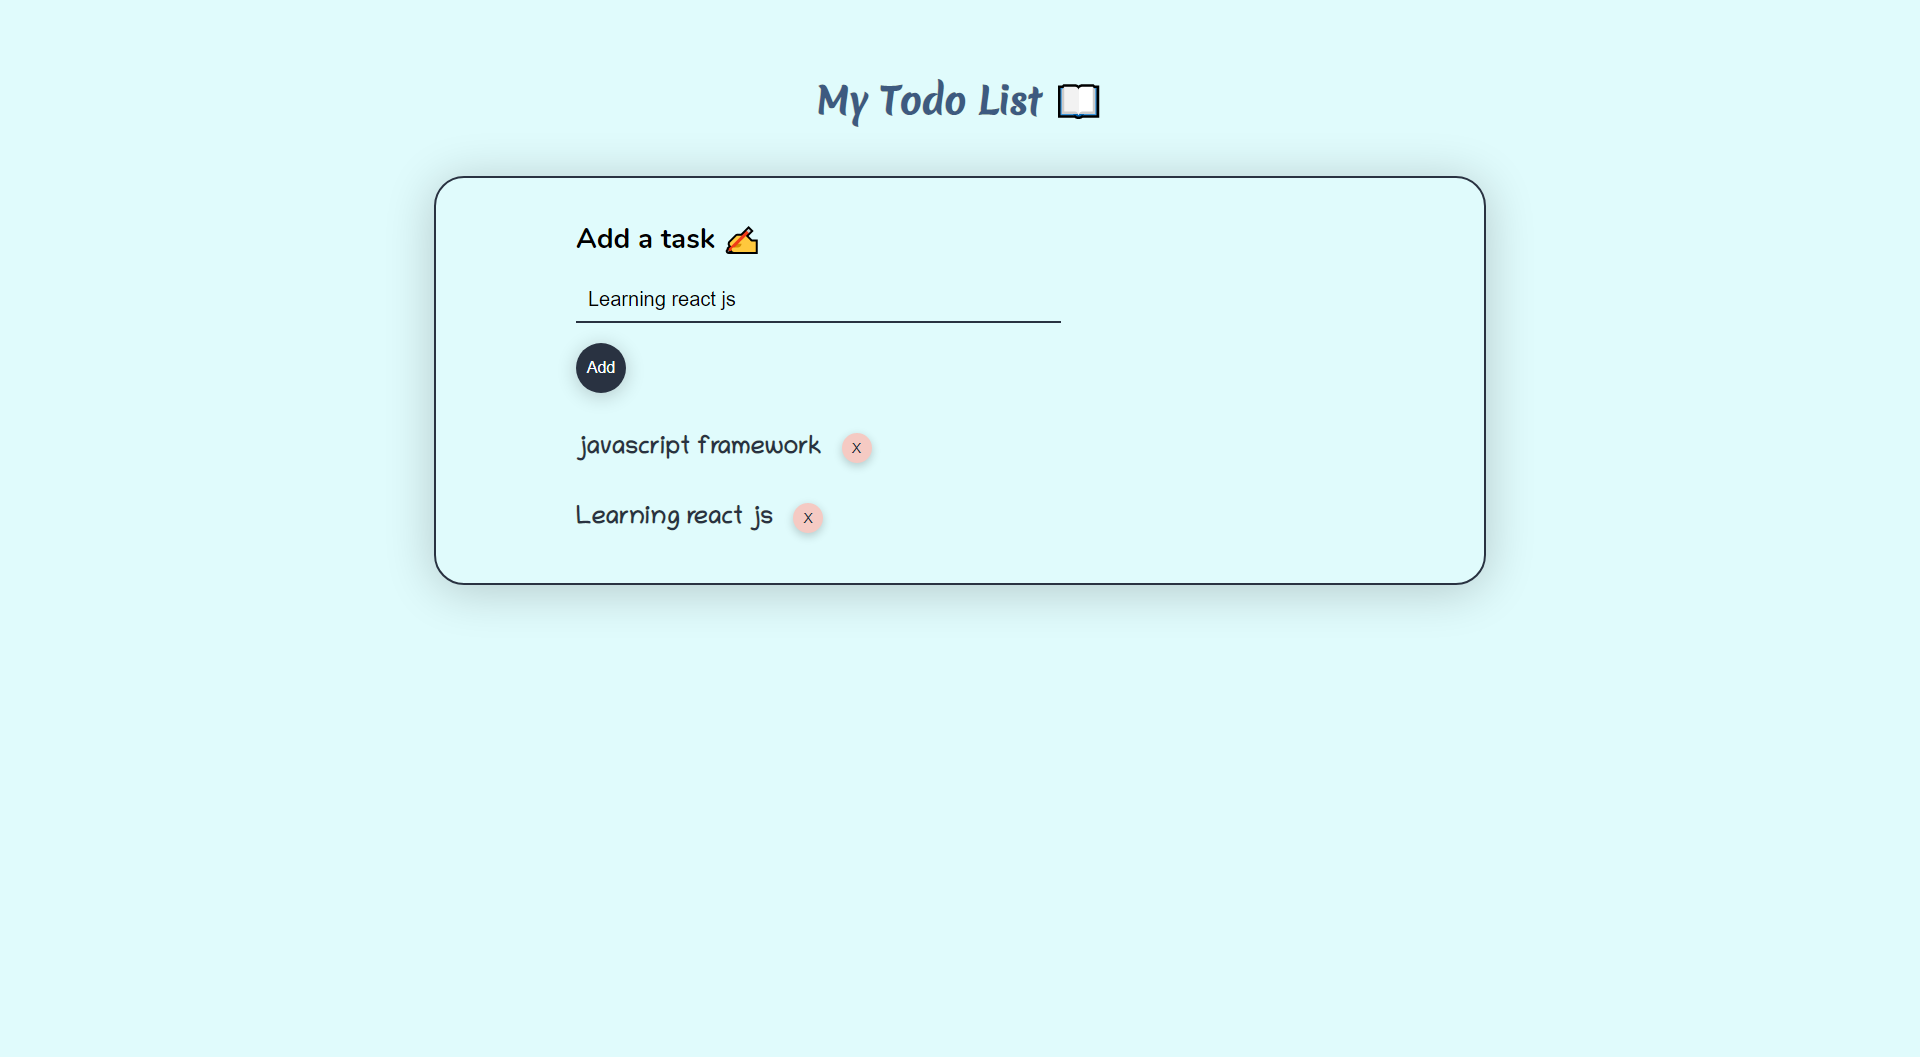 My Todo List 📖
Add a task ✍️
Learning react js
Add
javascript framework X
Learning react js X